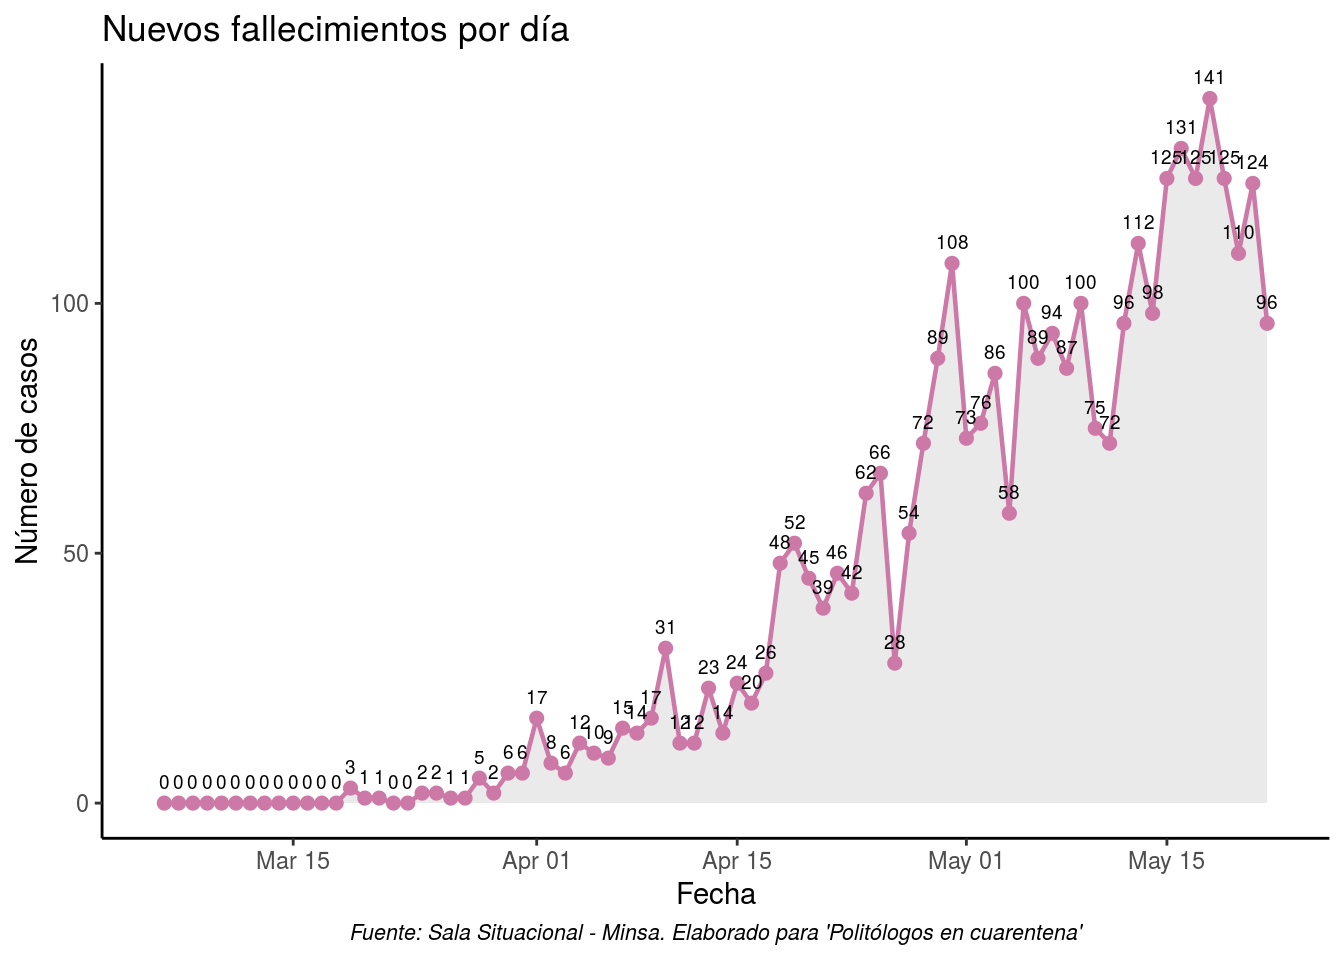 Nuevos fallecimientos por día
Número de casos
100
50
0
0 0 0 0 0 0 0 0 0 0 0 0 0 3 1 1 0 0 2 2 1 1 5 2 6 6 17 8 6 12 10 9 15 14 17 31 12 12 23 14 24 20 26 48 52 45 39 46 42 62 66 28 54 72 89 108 73 76 86 58 100 89 94 87 100 75 72 96 112 98 125 131 125 141 125 110 124 96
Mar 15 Apr 01 Apr 15 May 01 May 15
Fecha
Fuente: Sala Situacional - Minsa. Elaborado para 'Politólogos en cuarentena'